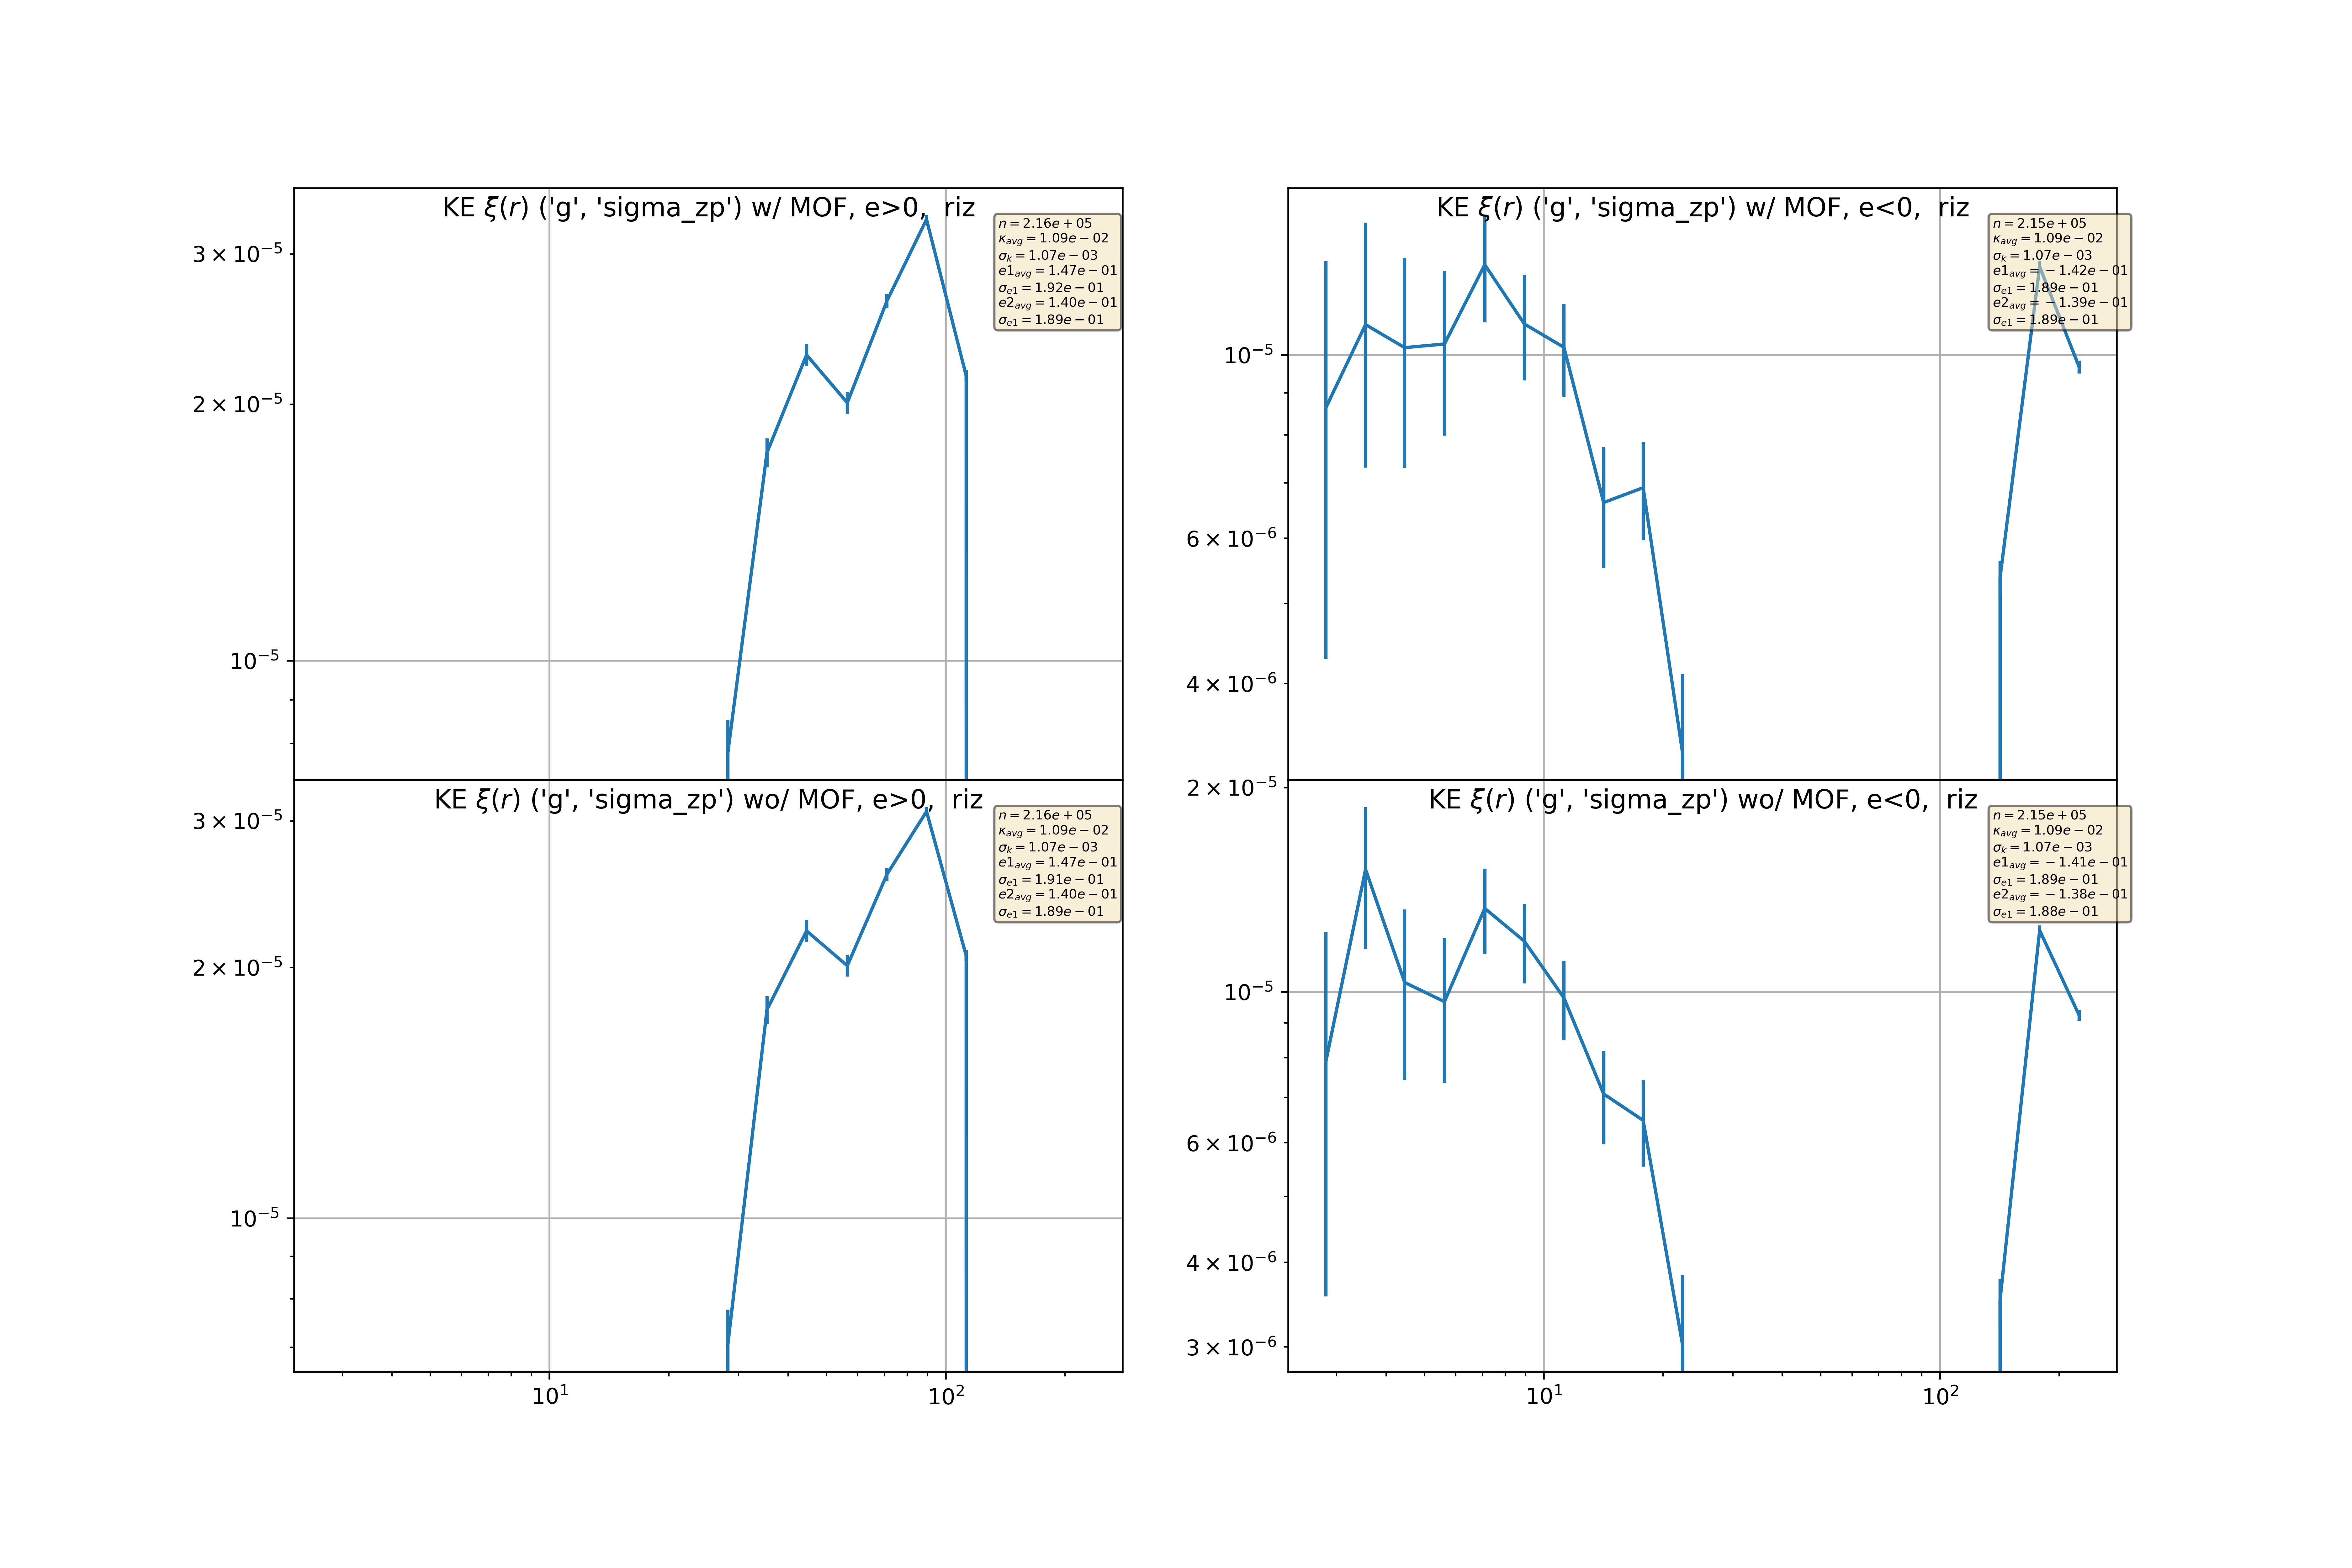 KE ξ(r) ('g', 'sigma_zp') w/ MOF, e>0, riz
3 × 10⁻⁵
2 × 10⁻⁵
10⁻⁵
n = 2.16e + 05
κavg = 1.09e − 02
σk = 1.07e − 03
e1avg = 1.47e − 01
σe1 = 1.92e − 01
e2avg = 1.40e − 01
σe1 = 1.89e − 01
KE ξ(r) ('g', 'sigma_zp') w/ MOF, e<0, riz
10⁻⁵
6 × 10⁻⁶
4 × 10⁻⁶
n = 2.15e + 05
κavg = 1.09e − 02
σk = 1.07e − 03
e1avg = − 1.42e − 01
σe1 = 1.89e − 01
e2avg = − 1.39e − 01
σe1 = 1.89e − 01
KE ξ(r) ('g', 'sigma_zp') wo/ MOF, e>0, riz
3 × 10⁻⁵
2 × 10⁻⁵
10⁻⁵
n = 2.16e + 05
κavg = 1.09e − 02
σk = 1.07e − 03
e1avg = 1.47e − 01
σe1 = 1.91e − 01
e2avg = 1.40e − 01
σe1 = 1.89e − 01
10¹
10²
KE ξ(r) ('g', 'sigma_zp') wo/ MOF, e<0, riz
2 × 10⁻⁵
10⁻⁵
6 × 10⁻⁶
4 × 10⁻⁶
3 × 10⁻⁶
n = 2.15e + 05
κavg = 1.09e − 02
σk = 1.07e − 03
e1avg = − 1.41e − 01
σe1 = 1.89e − 01
e2avg = − 1.38e − 01
σe1 = 1.88e − 01
10¹
10²